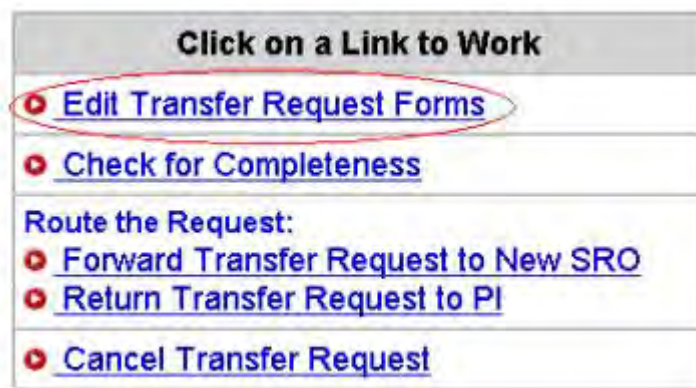 Click on a Link to Work
Edit Transfer Request Forms
Check for Completeness
Route the Request:
Forward Transfer Request to New SRO
Return Transfer Request to PI
Cancel Transfer Request